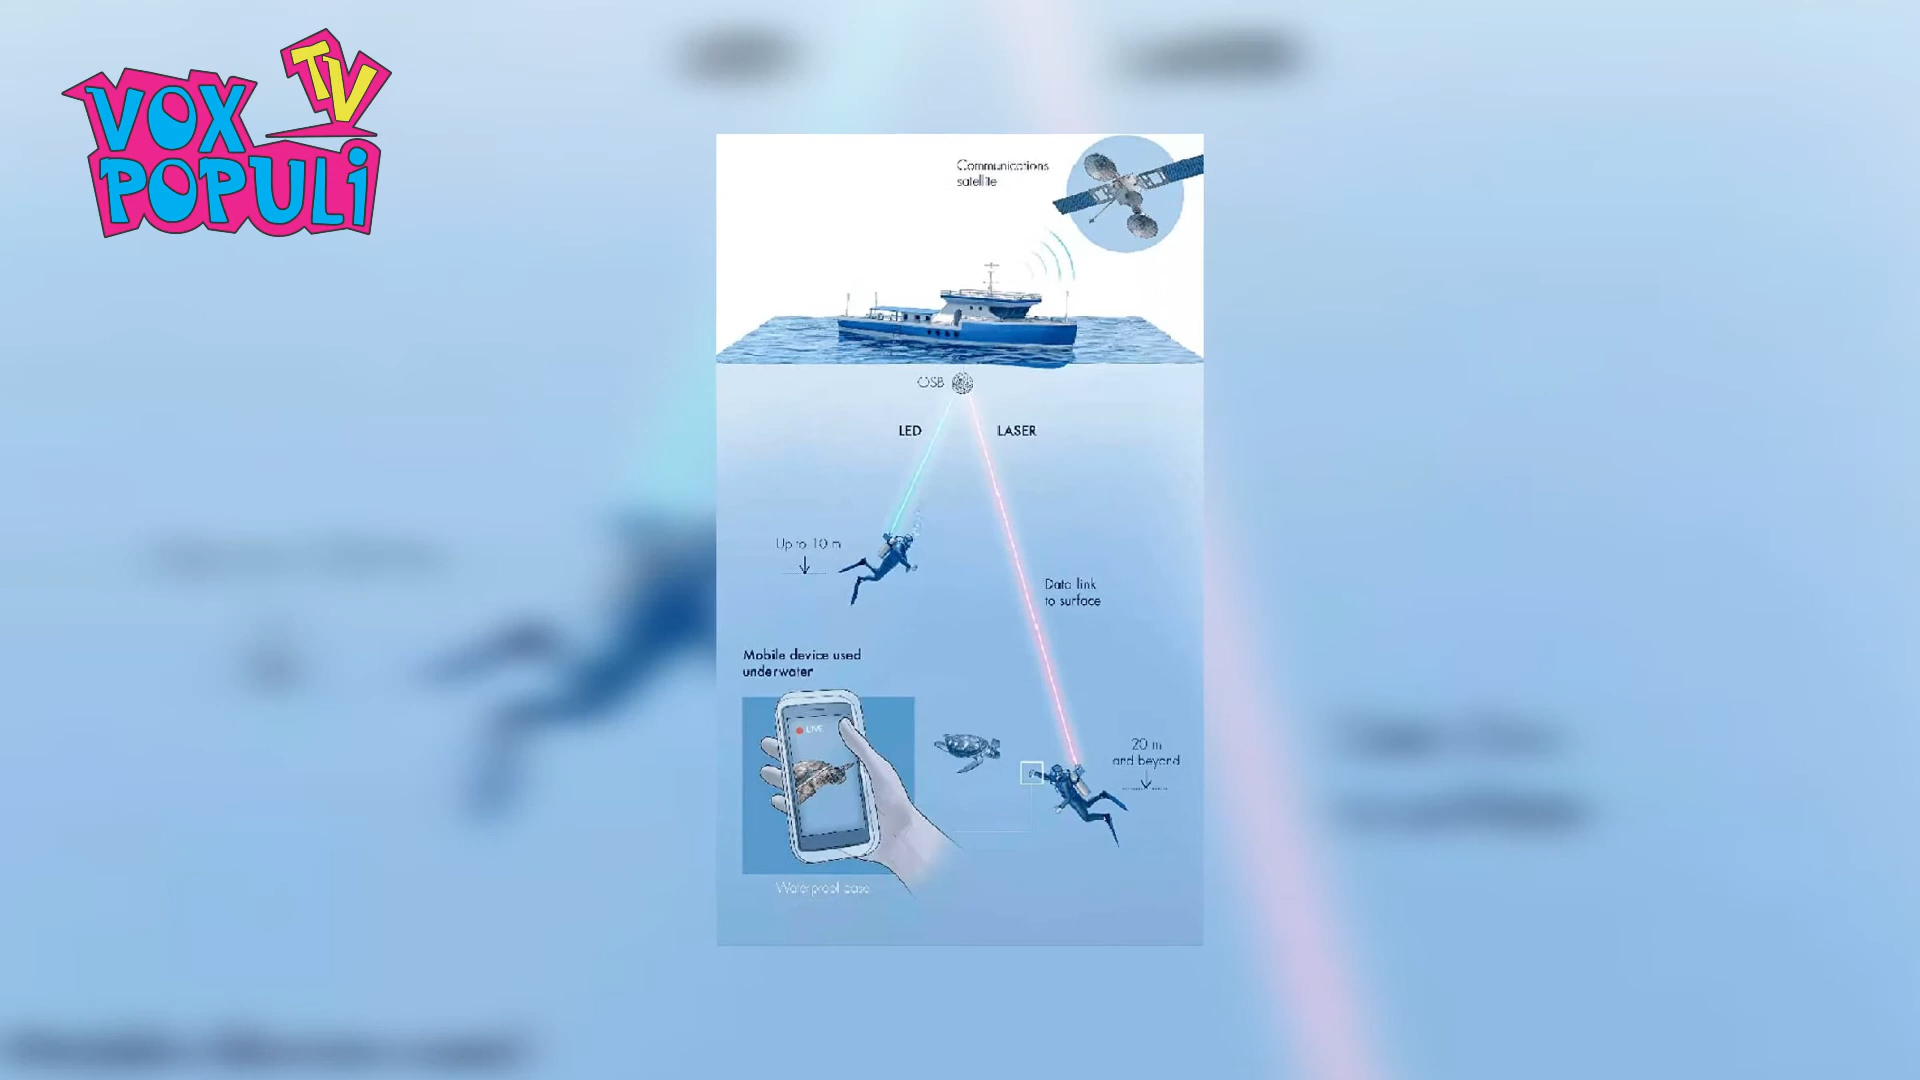 VOX TV
POPULi
Communications
satellite
OSB
LED
LASER
Up to 10 m
Data link
to surface
Mobile device used
underwater
LIVE
20 m
and beyond
Waterproof case